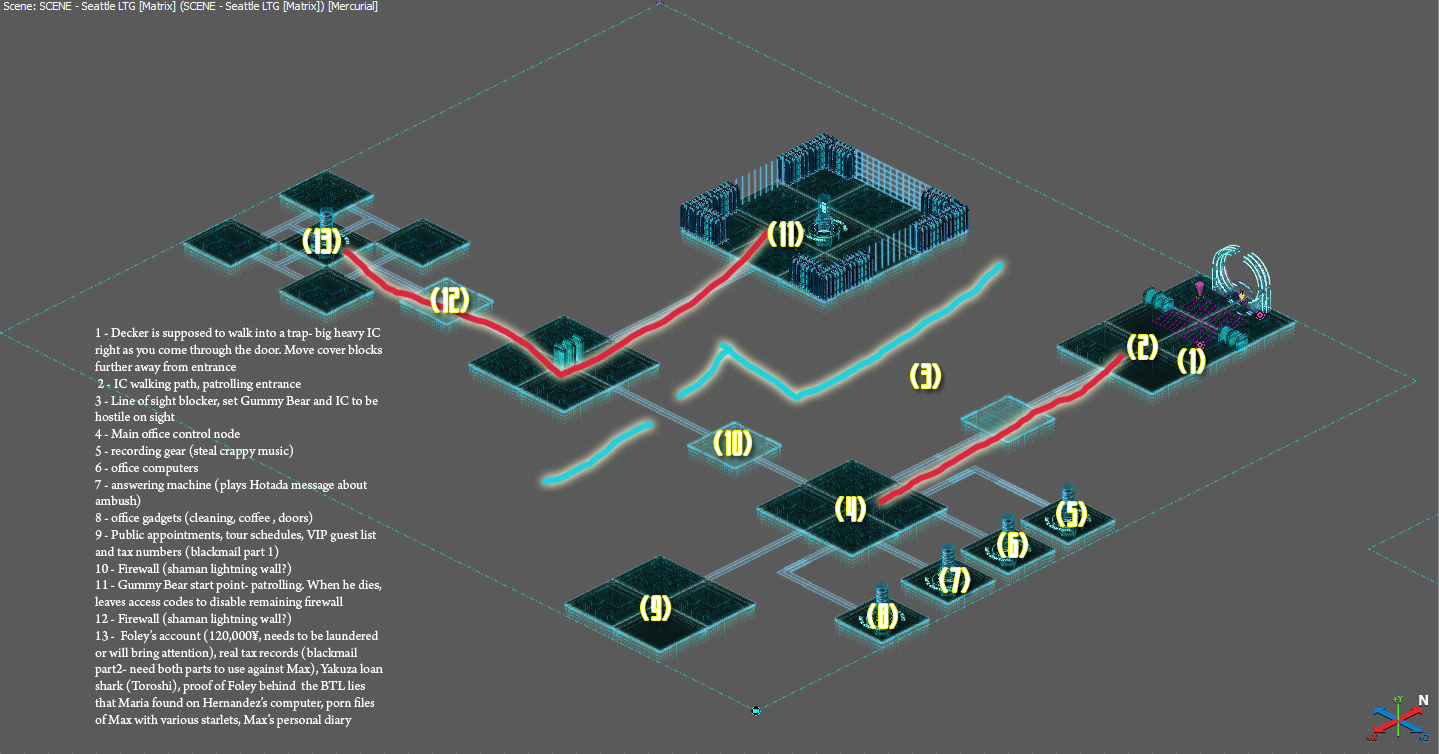 Scene: SCENE - Seattle LTG [Matrix] (SCENE - Seattle LTG [Matrix]) [Mercurial]
(13)
(11)
(12)
(2)
(1)
(3)
(10)
(4)
(5)
(6)
(7)
(9)
(8)
1 - Decker is supposed to walk into a trap- big heavy IC
right as you come through the door. Move cover blocks
further away from entrance
2 - IC walking path, patrolling entrance
3 - Line of sight blocker, set Gummy Bear and IC to be
hostile on sight
4 - Main office control node
5 - recording gear (steal crappy music)
6 - office computers
7 - answering machine (plays Hotada message about
ambush)
8 - office gadgets (cleaning, coffee , doors)
9 - Public appointments, tour schedules, VIP guest list
and tax numbers (blackmail part 1)
10 - Firewall (shaman lightning wall?)
11 - Gummy Bear start point- patrolling. When he dies,
leaves access codes to disable remaining firewall
12 - Firewall (shaman lightning wall?)
13 -  Foley's account (120,000¥, needs to be laundered
or will bring attention), real tax records (blackmail
part2- need both parts to use against Max), Yakuza loan
shark (Toroshi), proof of Foley behind  the BTL lies
that Maria found on Hernandez's computer, porn files
of Max with various starlets, Max's personal diary
+Y
N